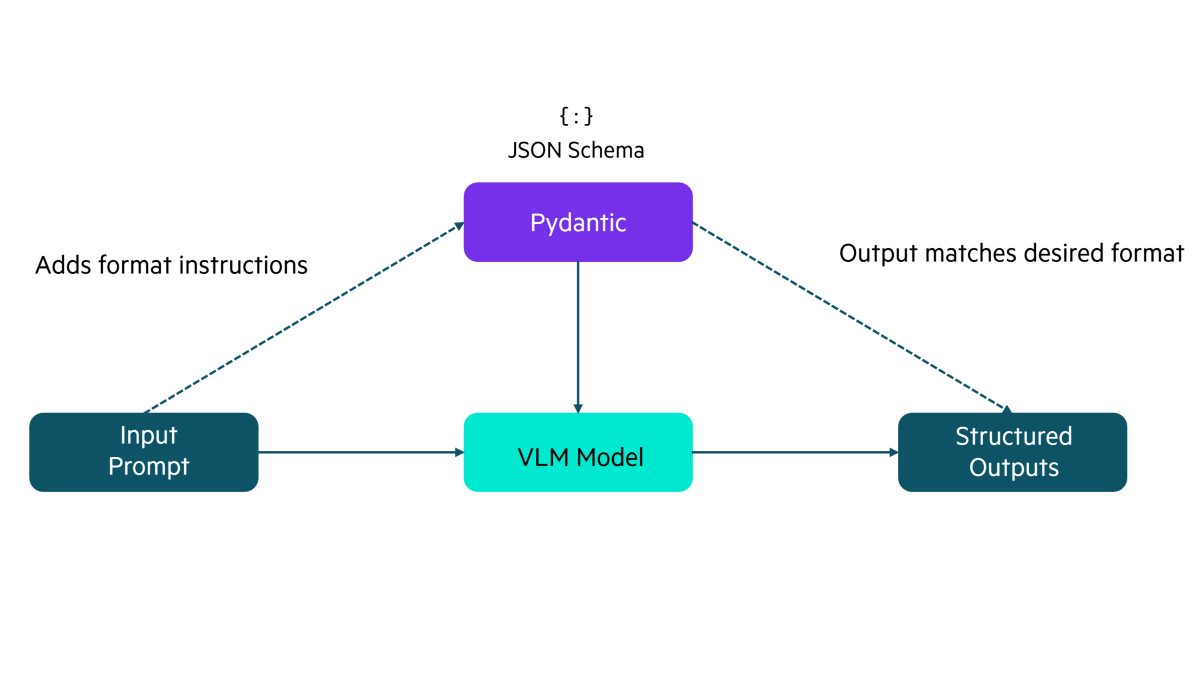 {:}
JSON Schema
Pydantic
Adds format instructions
Output matches desired format
Input
Prompt
VLM Model
Structured
Outputs